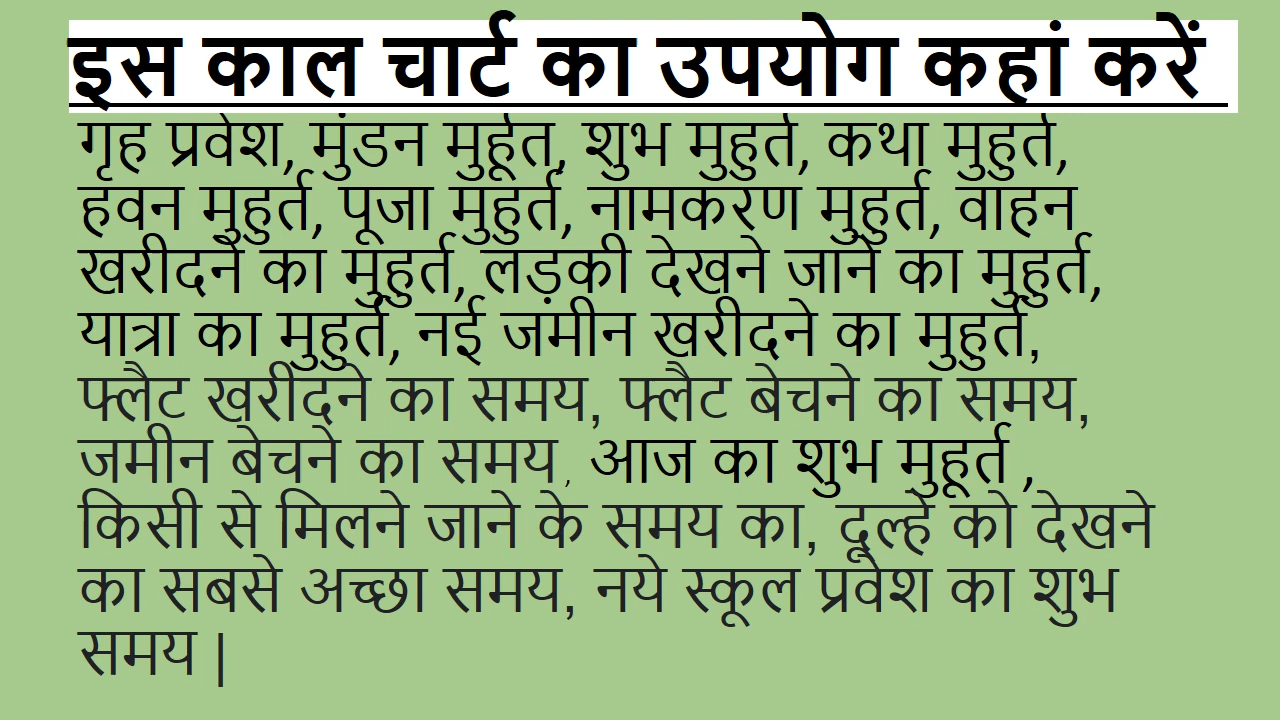 इस काल चार्ट का उपयोग कहां करें
गृह प्रवेश, मुंडन मुहूत, शुभ मुहुर्त, कथा मुहुर्त,
हवन मुहुर्त, पूजा मुहुर्त, नामकरण मुहुर्त, वाहन
खरीदने का मुहुर्त, लड़की देखने जाने का मुहुर्त,
यात्रा का मुहुर्त, नई जमीन खरीदने का मुहुर्त,
फ्लैट खरीदने का समय, फ्लैट बेचने का समय,
जमीन बेचने का समय, आज का शुभ मुहूर्त ,
किसी से मिलने जाने के समय का, दूल्हे को देखने
का सबसे अच्छा समय, नये स्कूल प्रवेश का शुभ
समय |